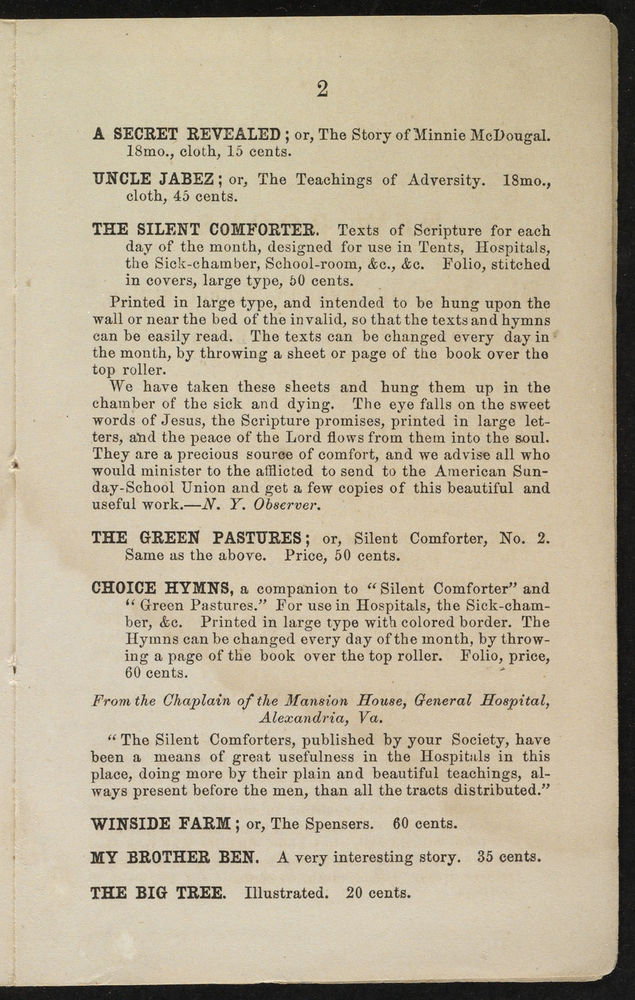 2
A SECRET REVEALED; or, The Story of Minnie McDougal.
18mo., cloth, 15 cents.
UNCLE JABEZ; or, The Teachings of Adversity. 18mo.,
cloth, 45 cents.
THE SILENT COMFORTER. Texts of Scripture for each
day of the month, designed for use in Tents, Hospitals,
the Sick-chamber, School-room, &c., &c. Folio, stitched
in covers, large type, 50 cents.
Printed in large type, and intended to be hung upon the
wall or near the bed of the invalid, so that the texts and hymns
can be easily read. The texts can be changed every day in
the month, by throwing a sheet or page of the book over the
top roller.
We have taken these sheets and hung them up in the
chamber of the sick and dying. The eye falls on the sweet
words of Jesus, the Scripture promises, printed in large let-
ters, and the peace of the Lord flows from them into the soul.
They are a precious source of comfort, and we advise all who
would minister to the afflicted to send to the American Sun-
day-School Union and get a few copies of this beautiful and
useful work.—N. Y. Observer.
THE GREEN PASTURES; or, Silent Comforter, No. 2.
Same as the above. Price, 50 cents.
CHOICE HYMNS, a companion to “Silent Comforter” and
“Green Pastures.” For use in Hospitals, the Sick-cham-
ber, &c. Printed in large type with colored border. The
Hymns can be changed every day of the month, by throw-
ing a page of the book over the top roller. Folio, price,
60 cents.
From the Chaplain of the Mansion House, General Hospital,
Alexandria, Va.
“The Silent Comforters, published by your Society, have
been a means of great usefulness in the Hospitals in this
place, doing more by their plain and beautiful teachings, al-
ways present before the men, than all the tracts distributed.”
WINSIDE FARM; or, The Spensers. 60 cents.
MY BROTHER BEN. A very interesting story. 35 cents.
THE BIG TREE. Illustrated. 20 cents.